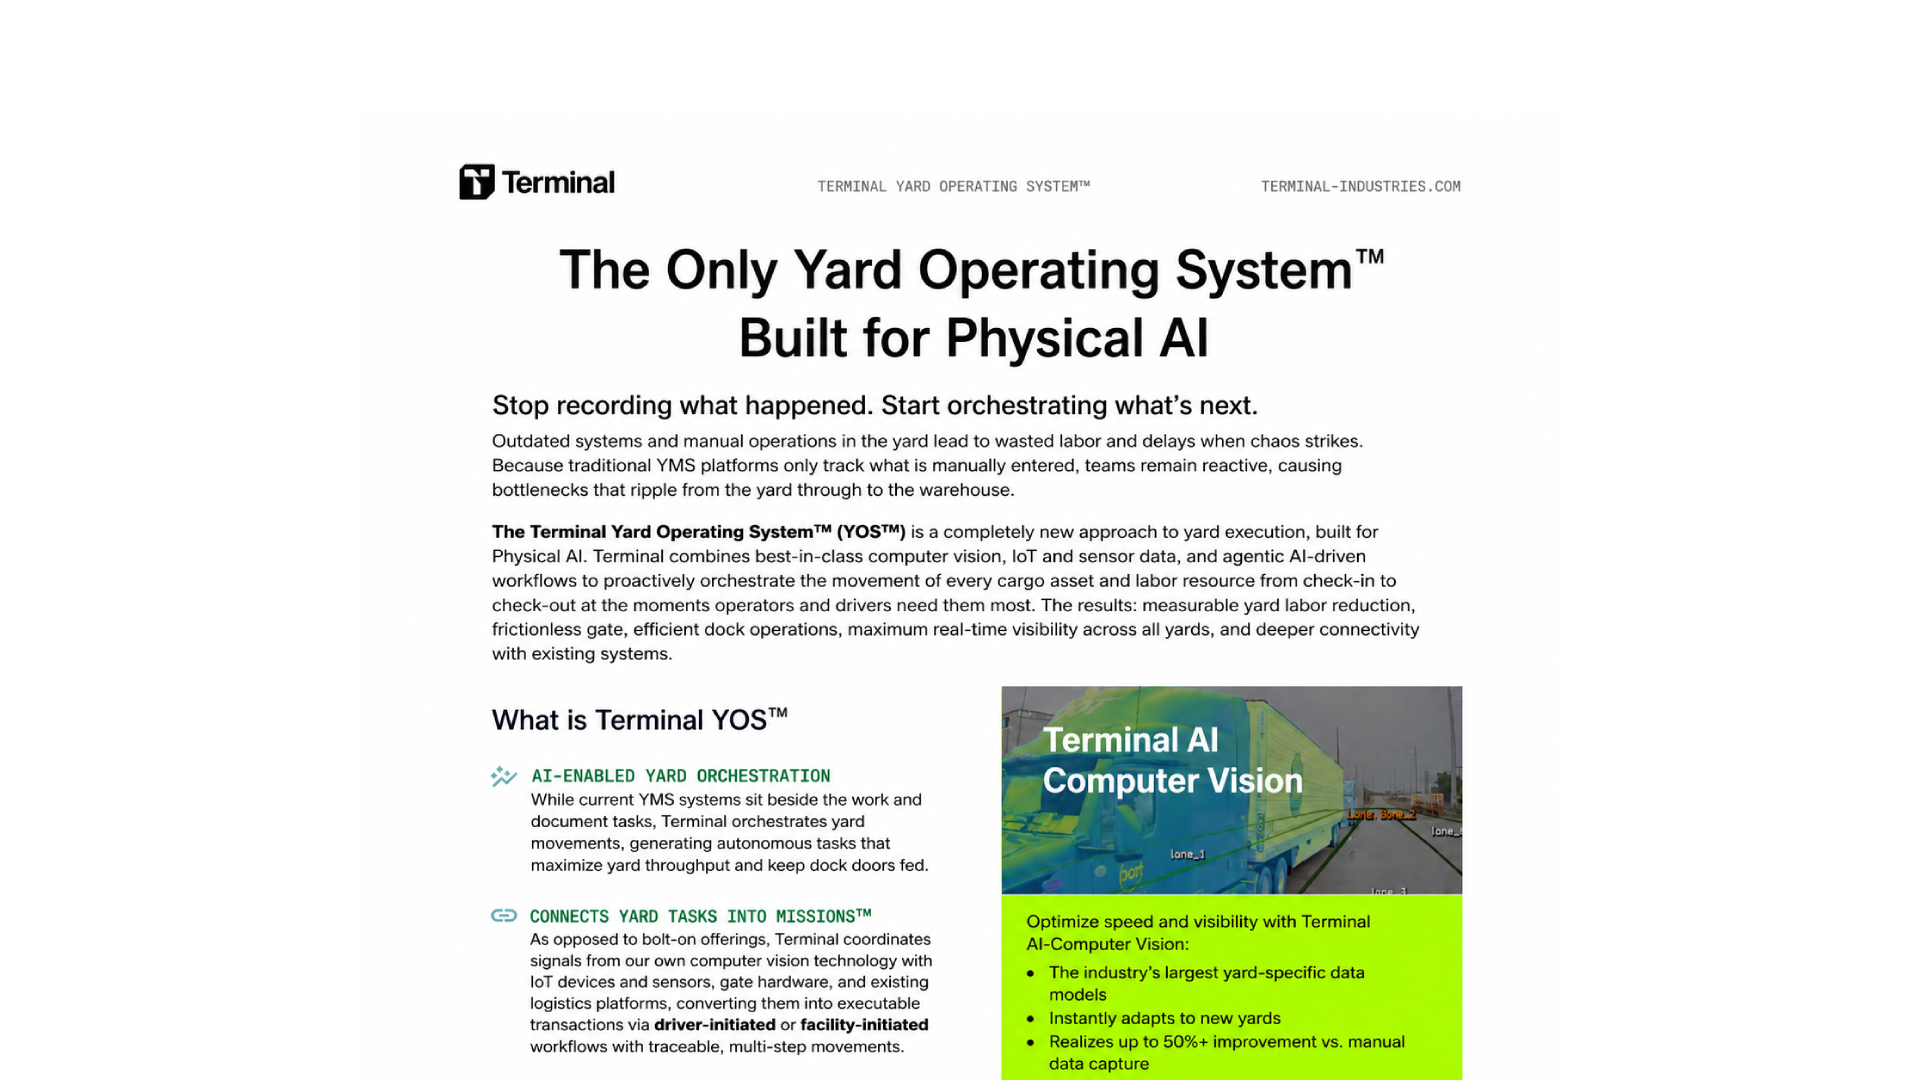 Terminal
TERMINAL YARD OPERATING SYSTEM™
TERMINAL-INDUSTRIES.COM
The Only Yard Operating System™
Built for Physical AI
Stop recording what happened. Start orchestrating what's next.
Outdated systems and manual operations in the yard lead to wasted labor and delays when chaos strikes.
Because traditional YMS platforms only track what is manually entered, teams remain reactive, causing
bottlenecks that ripple from the yard through to the warehouse.
The Terminal Yard Operating System™ (YOS™) is a completely new approach to yard execution, built for
Physical AI. Terminal combines best-in-class computer vision, IoT and sensor data, and agentic AI-driven
workflows to proactively orchestrate the movement of every cargo asset and labor resource from check-in to
check-out at the moments operators and drivers need them most. The results: measurable yard labor reduction,
frictionless gate, efficient dock operations, maximum real-time visibility across all yards, and deeper connectivity
with existing systems.
What is Terminal YOS™
AI-ENABLED YARD ORCHESTRATION
While current YMS systems sit beside the work and
document tasks, Terminal orchestrates yard
movements, generating autonomous tasks that
maximize yard throughput and keep dock doors fed.
CONNECTS YARD TASKS INTO MISSIONS™
As opposed to bolt-on offerings, Terminal coordinates
signals from our own computer vision technology with
IoT devices and sensors, gate hardware, and existing
logistics platforms, converting them into executable
transactions via driver-initiated or facility-initiated
workflows with traceable, multi-step movements.
Terminal AI
Computer Vision
lane_1
port
Optimize speed and visibility with Terminal
AI-Computer Vision:
• The industry's largest yard-specific data
models
• Instantly adapts to new yards
• Realizes up to 50%+ improvement vs. manual
data capture